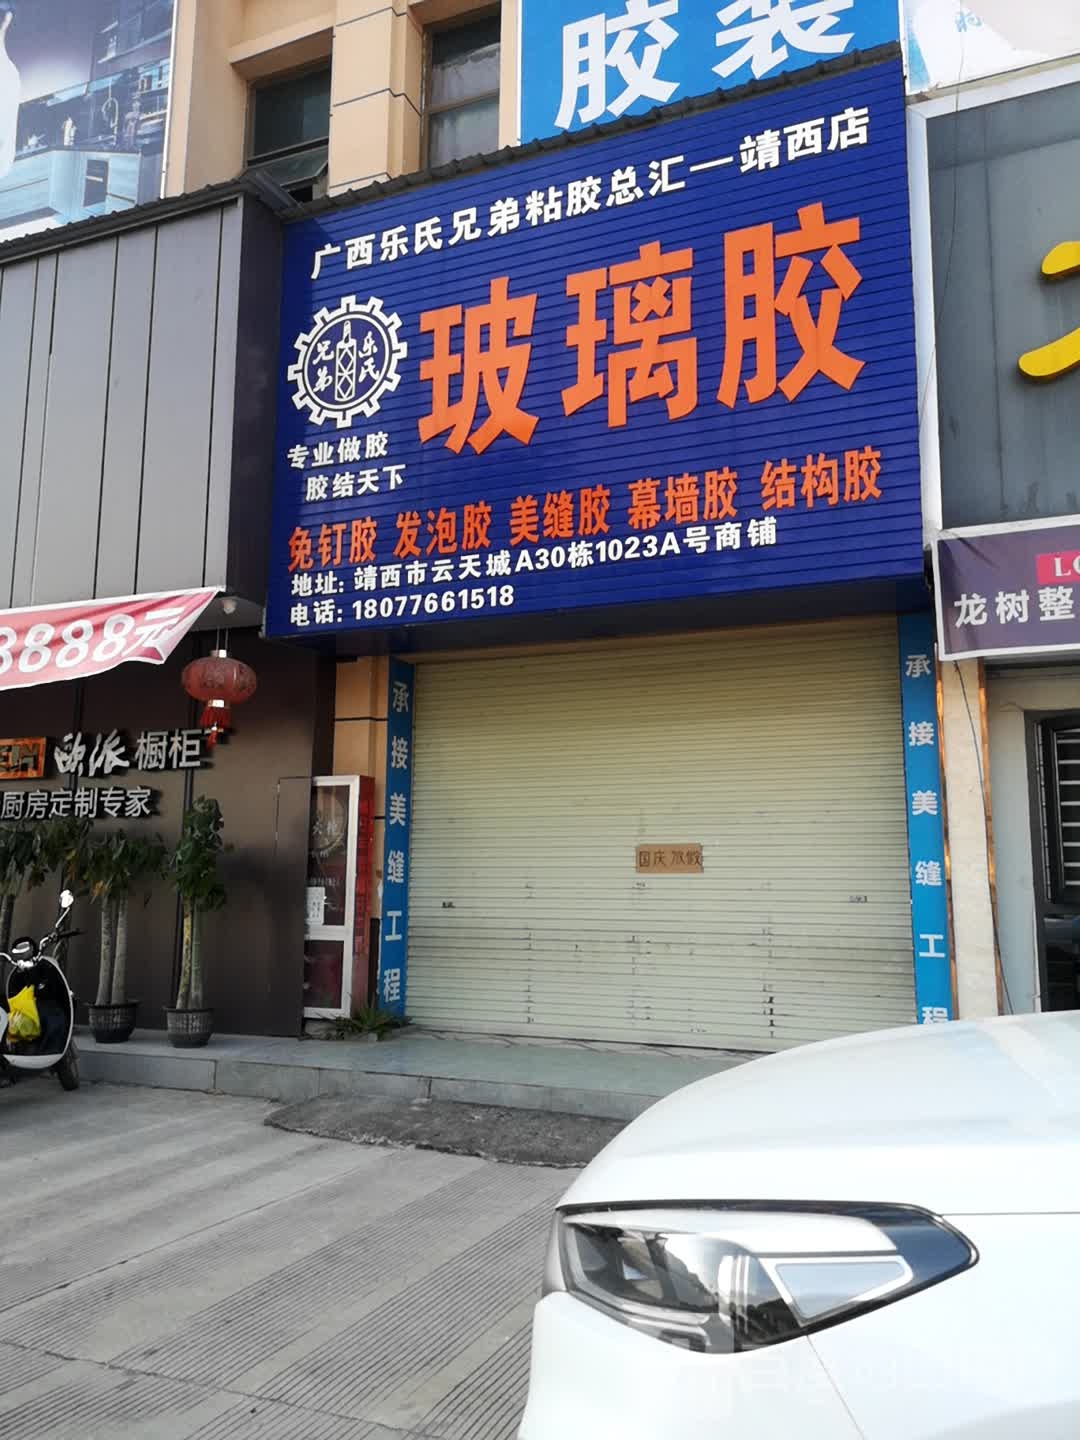 胶装
广西乐氏兄弟粘胶总汇—靖西店
玻璃胶
兄弟
乐氏
专业做胶
胶结天下
免钉胶 发泡胶 美缝胶 幕墙胶 结构胶
地址: 靖西市云天城A30栋1023A号商铺
电话: 18077661518
8888元
欧派橱柜
厨房定制专家
承接美缝工程
国庆放假
承接美缝工程
龙树整